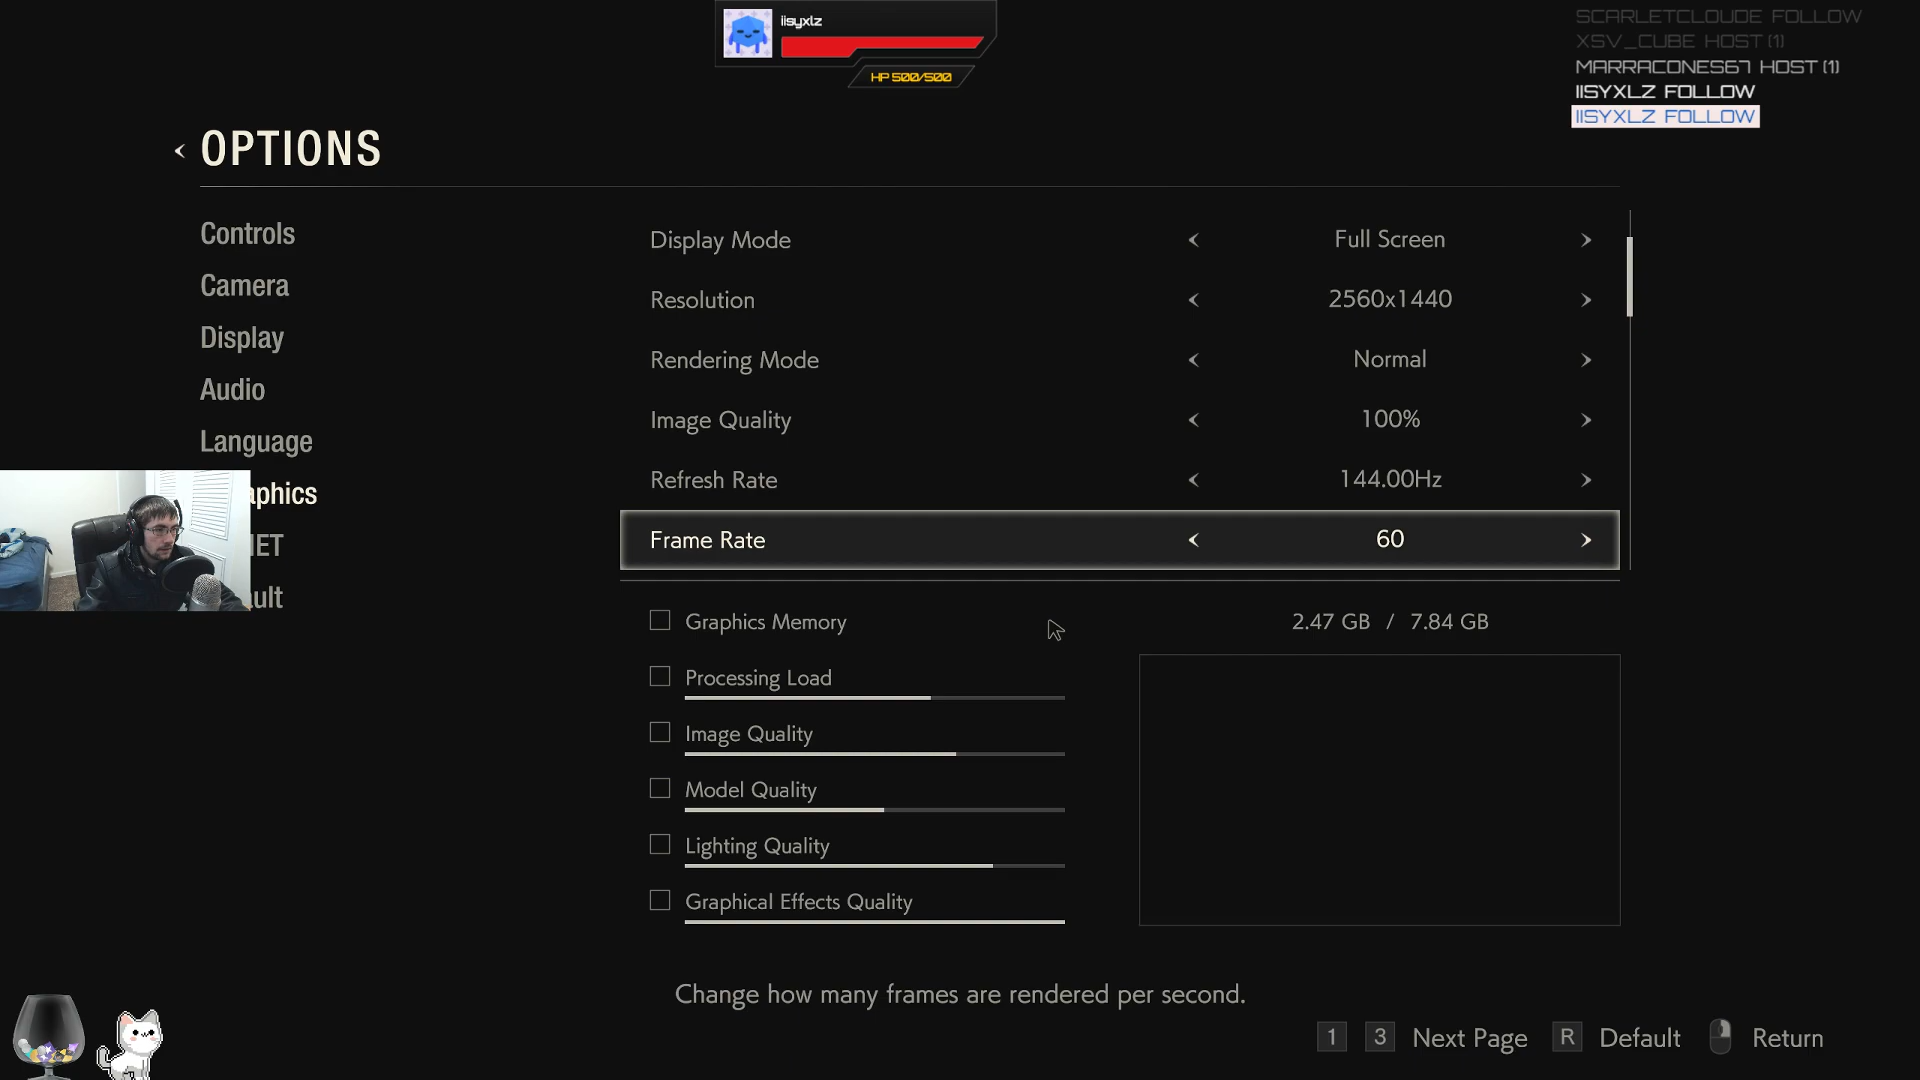 iisyxlz
HP 500/500
SCARLETCLOUDE FOLLOW
XSV_CUBE HOST (1)
MARRACONES67 HOST (1)
IISYXLZ FOLLOW
IISYXLZ FOLLOW
OPTIONS
Controls
Camera
Display
Audio
Language
aphics
ET
ult
Display Mode Full Screen
Resolution 2560x1440
Rendering Mode Normal
Image Quality 100%
Refresh Rate 144.00Hz
Frame Rate 60
Graphics Memory 2.47 GB / 7.84 GB
Processing Load
Image Quality
Model Quality
Lighting Quality
Graphical Effects Quality
Change how many frames are rendered per second.
1 3 Next Page R Default Return